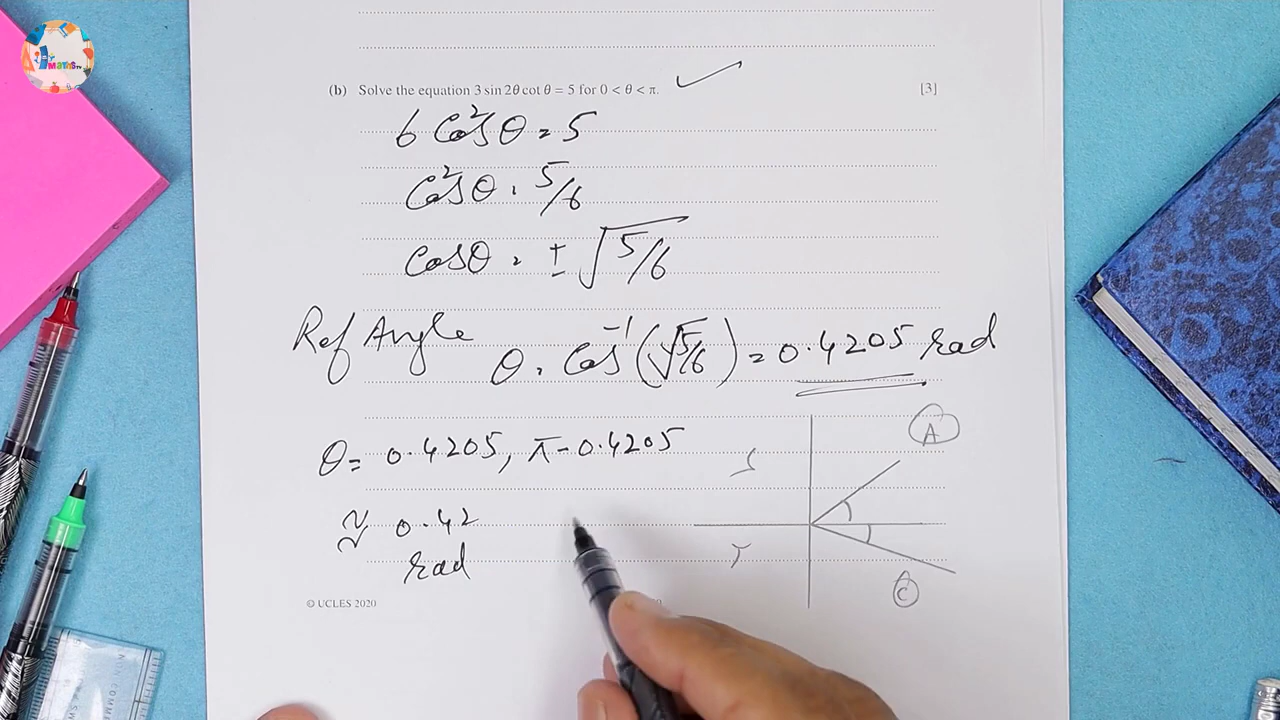 MATHS TV
(b) Solve the equation 3 sin 2θ cot θ = 5 for 0 < θ < π. [3]
6 Cos²θ = 5
Cos²θ = 5/6
Cosθ = ± √5/6
Ref Angle θ = Cos⁻¹(√5/6) = 0.4205 rad
θ = 0.4205, π - 0.4205
≈ 0.42
rad
S A
T C
© UCLES 2020